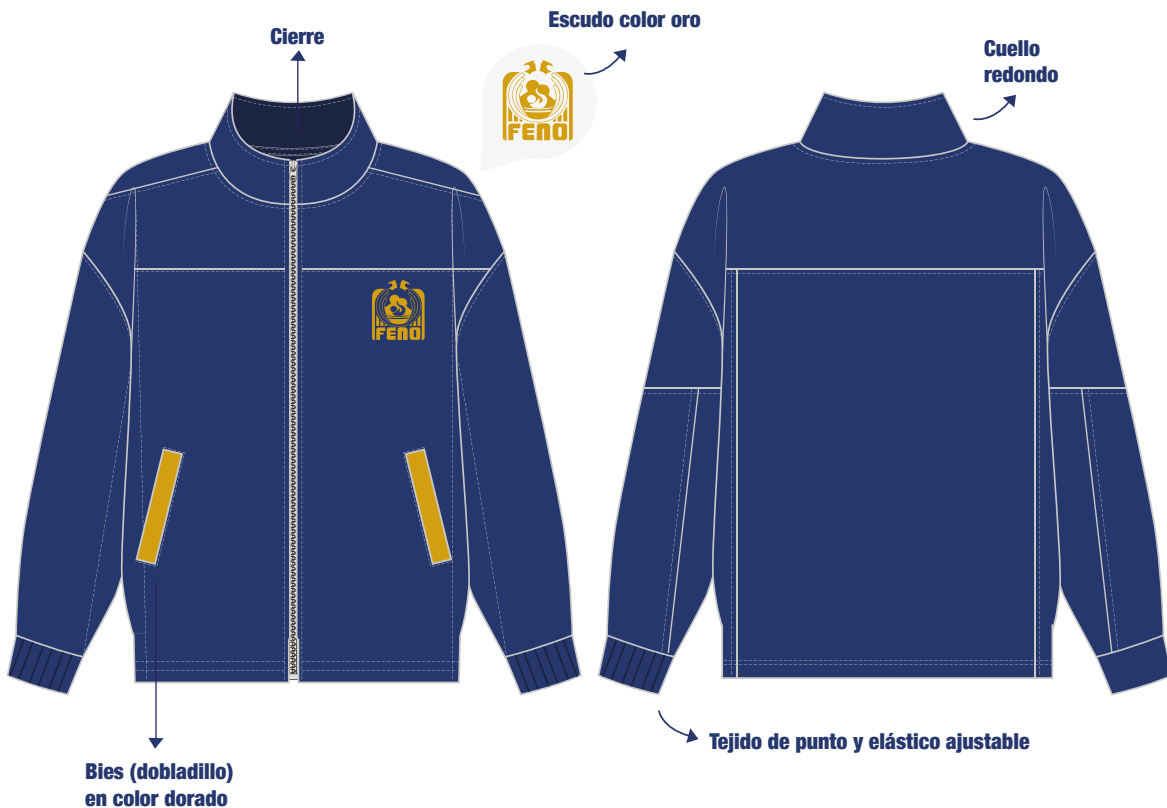 Escudo color oro
Cierre
Cuello
redondo
FENO
FENO
Tejido de punto y elástico ajustable
Bies (dobladillo)
en color dorado